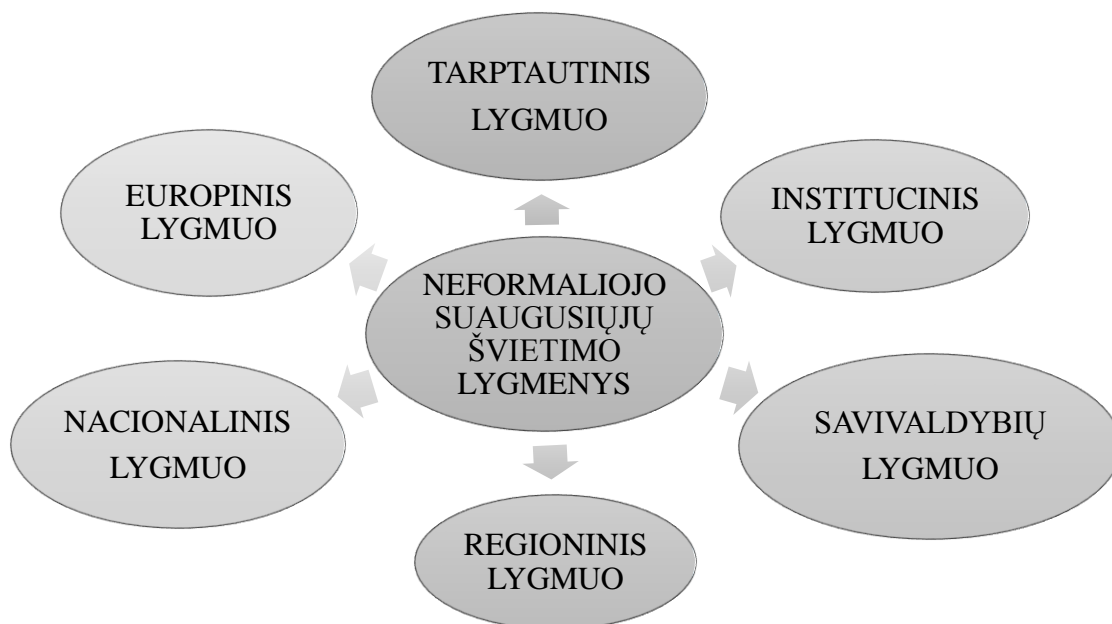 TARPTAUTINIS
LYGMUO
EUROPINIS
LYGMUO
INSTITUCINIS
LYGMUO
NEFORMALIOJO
SUAUGUSIŲJŲ
ŠVIETIMO
LYGMENYS
NACIONALINIS
LYGMUO
SAVIVALDYBIŲ
LYGMUO
REGIONINIS
LYGMUO